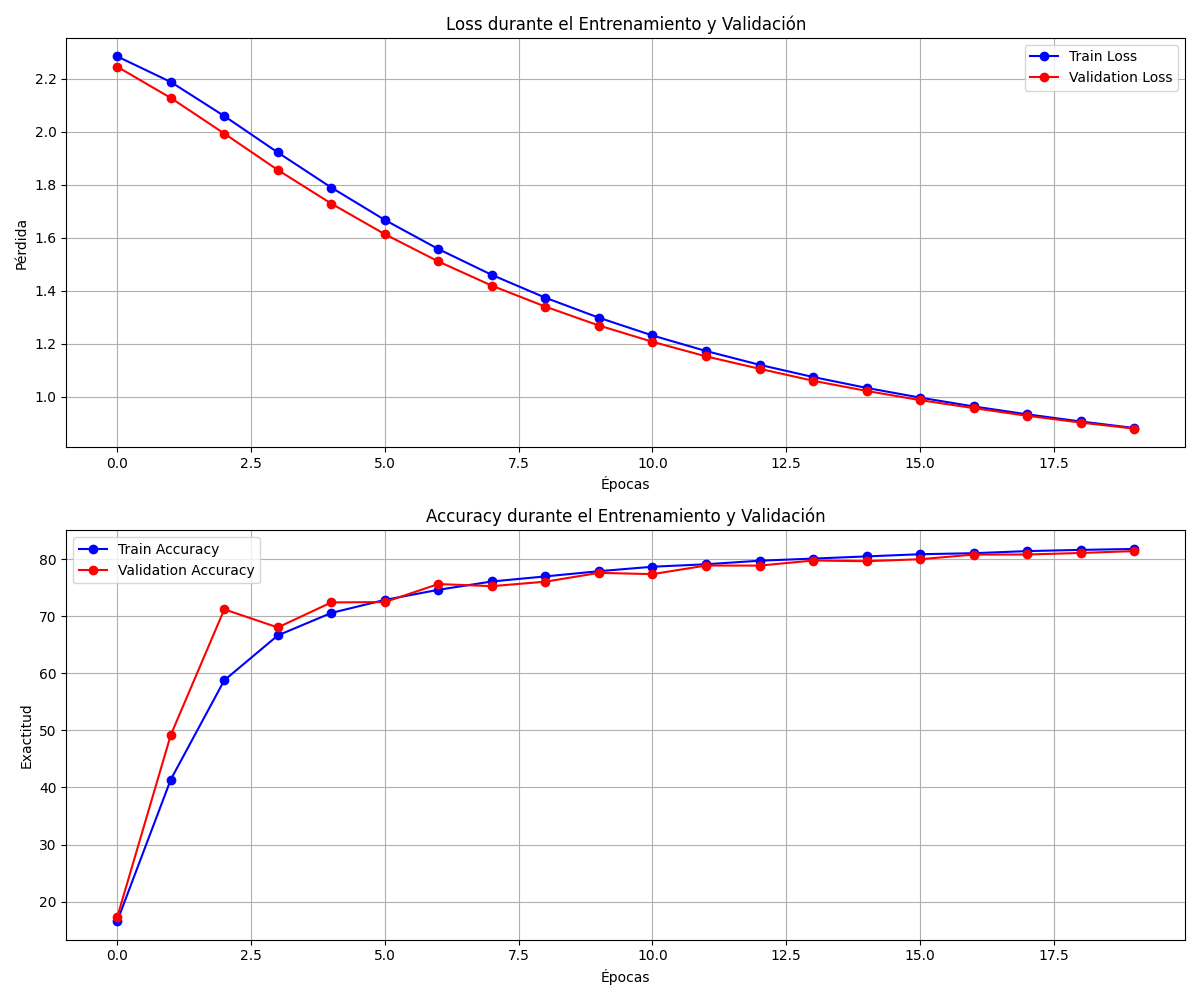 Loss durante el Entrenamiento y Validación
Train Loss
Validation Loss
2.2
2.0
1.8
1.6
1.4
1.2
1.0
Pérdida
0.0 2.5 5.0 7.5 10.0 12.5 15.0 17.5
Épocas
Accuracy durante el Entrenamiento y Validación
Train Accuracy
Validation Accuracy
80
70
60
50
40
30
20
Exactitud
0.0 2.5 5.0 7.5 10.0 12.5 15.0 17.5
Épocas